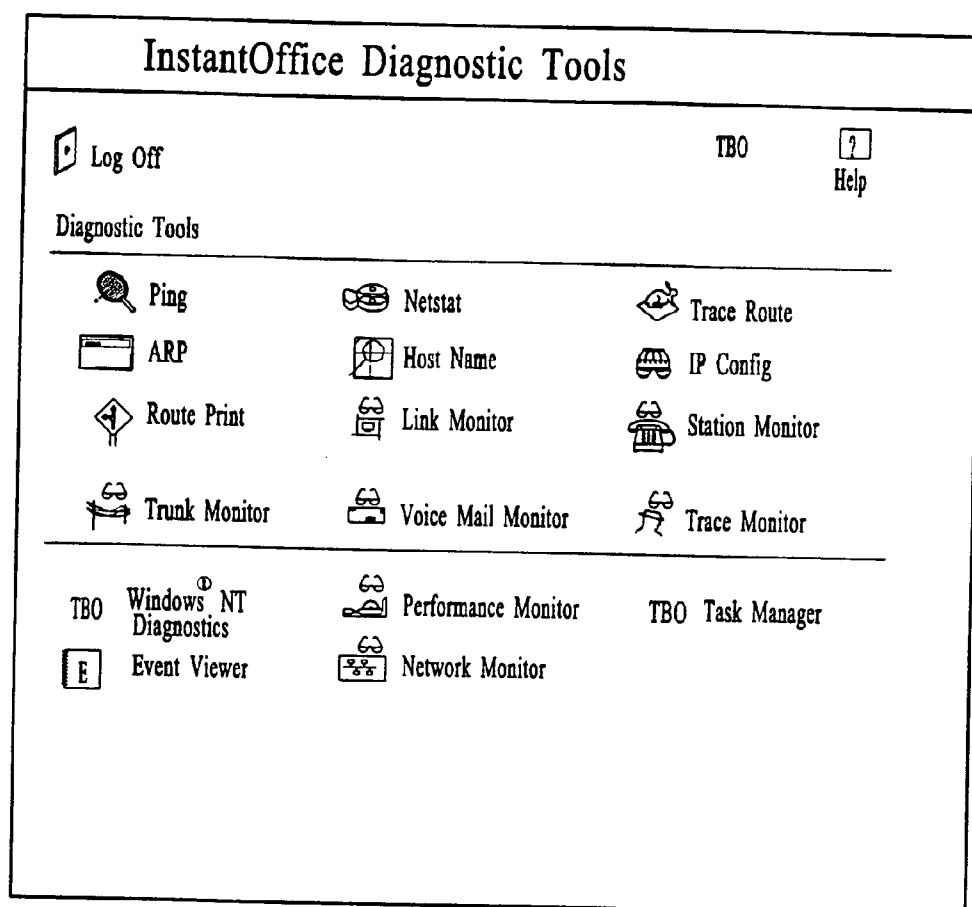 InstantOffice Diagnostic Tools
Log Off
TBO
?
Help
Diagnostic Tools
Ping
Netstat
Trace Route
ARP
Host Name
IP Config
Route Print
Link Monitor
Station Monitor
Trunk Monitor
Voice Mail Monitor
Trace Monitor
TBO
Windows® NT
Diagnostics
Performance Monitor
TBO Task Manager
E
Event Viewer
Network Monitor